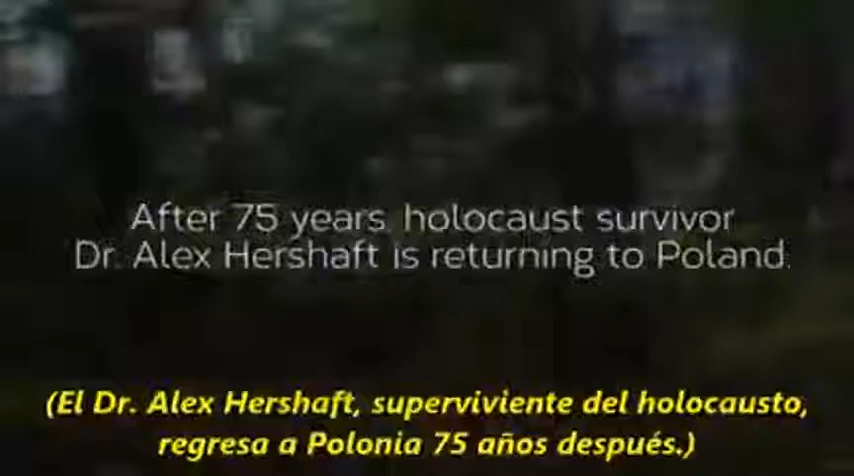 After 75 years, holocaust survivor
Dr. Alex Hershaft is returning to Poland.
(El Dr. Alex Hershaft, superviviente del holocausto,
regresa a Polonia 75 años después.)